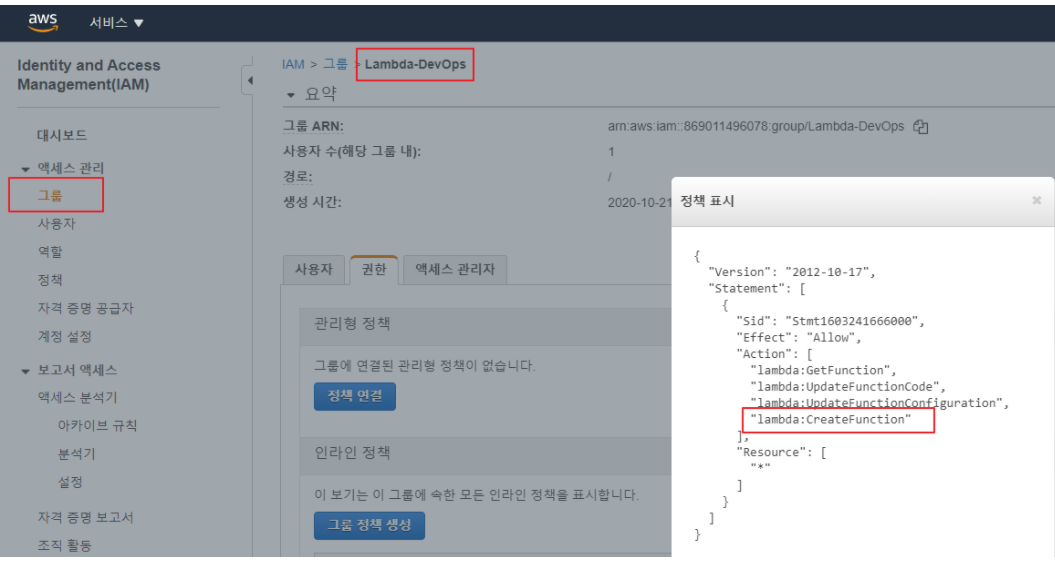 aws 서비스 ▼
Identity and Access
Management(IAM)
대시보드
▼ 액세스 관리
그룹
사용자
역할
정책
자격 증명 공급자
계정 설정
▼ 보고서 액세스
액세스 분석기
아카이브 규칙
분석기
설정
자격 증명 보고서
조직 활동
IAM > 그룹 > Lambda-DevOps
▼ 요약
그룹 ARN: arn:aws:iam::869011496078:group/Lambda-DevOps
사용자 수(해당 그룹 내): 1
경로: /
생성 시간: 2020-10-21
사용자 권한 액세스 관리자
관리형 정책
그룹에 연결된 관리형 정책이 없습니다.
정책 연결
인라인 정책
이 보기는 이 그룹에 속한 모든 인라인 정책을 표시합니다.
그룹 정책 생성
정책 표시 ×
{
"Version": "2012-10-17",
"Statement": [
{
"Sid": "Stmt1603241666000",
"Effect": "Allow",
"Action": [
"lambda:GetFunction",
"lambda:UpdateFunctionCode",
"lambda:UpdateFunctionConfiguration",
"lambda:CreateFunction"
],
"Resource": [
"*"
]
}
]
}